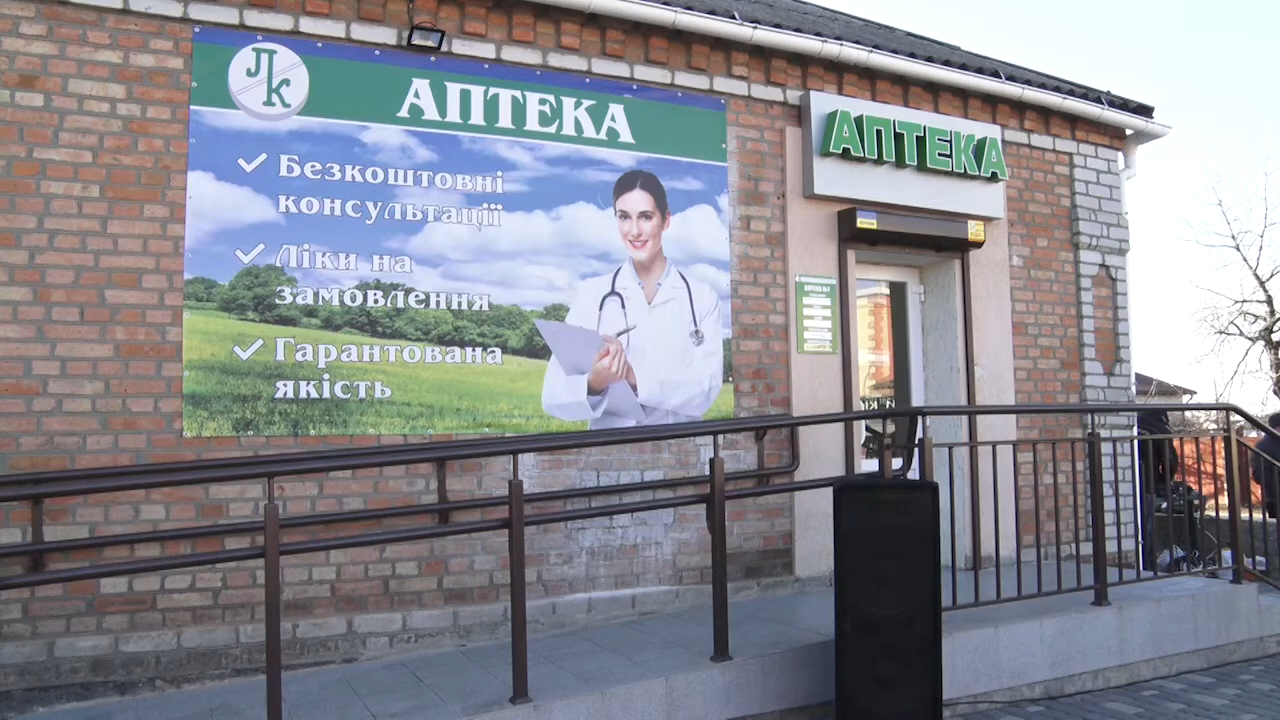 ЛК
АПТЕКА
Безкоштовні
консультації
Ліки на
замовлення
Гарантована
якість
АПТЕКА